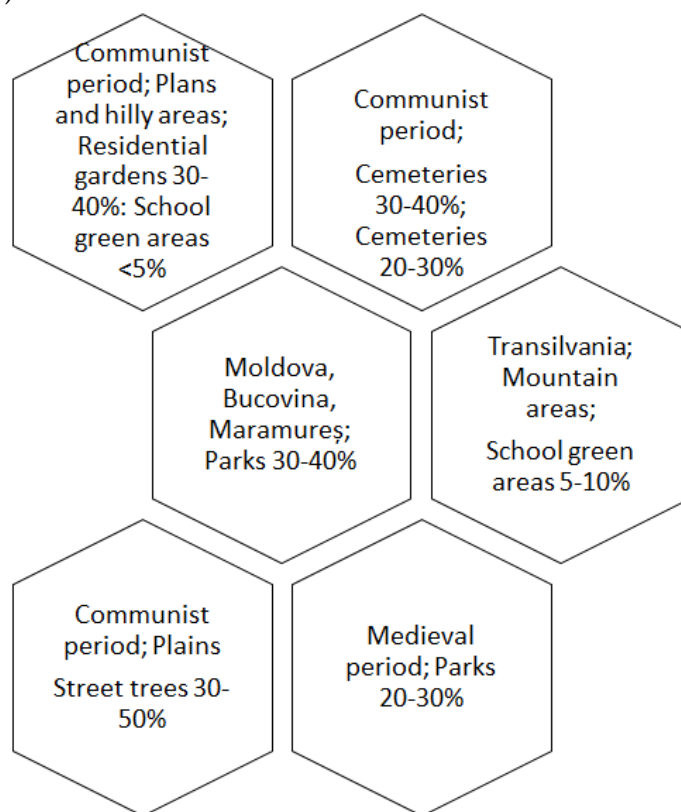 Communist
period; Plans
and hilly areas;
Residential
gardens 30-
40%: School
green areas
<5%
Communist
period;
Cemeteries
30-40%;
Cemeteries
20-30%
Moldova,
Bucovina,
Maramureș;
Parks 30-40%
Transilvania;
Mountain
areas;
School green
areas 5-10%
Communist
period; Plains
Street trees 30-
50%
Medieval
period; Parks
20-30%